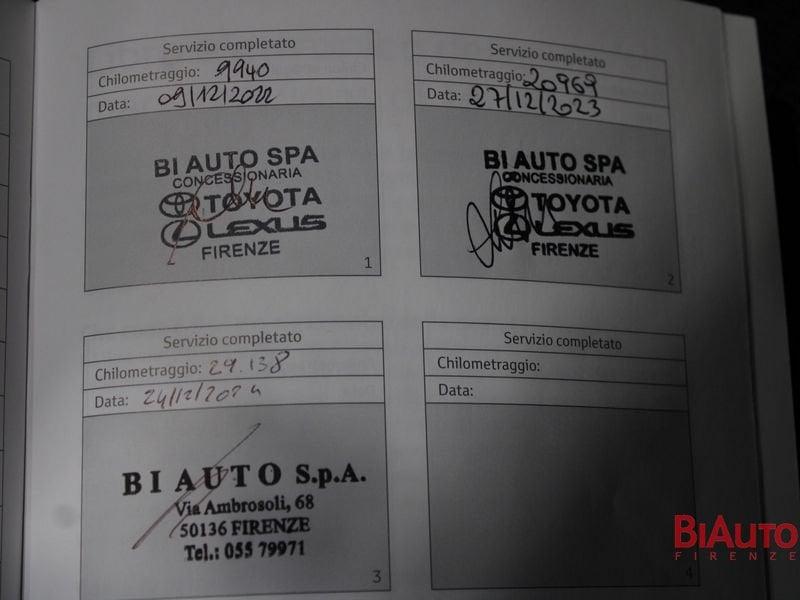 Servizio completato
Chilometraggio: 9940
Data: 09/12/2022
BI AUTO SPA
CONCESSIONARIA
TOYOTA
LEXUS
FIRENZE
1
Servizio completato
Chilometraggio: 20969
Data: 27/12/2023
BI AUTO SPA
CONCESSIONARIA
TOYOTA
LEXUS
FIRENZE
2
Servizio completato
Chilometraggio: 29.138
Data: 24/12/2024
BI AUTO S.p.A.
Via Ambrosoli, 68
50136 FIRENZE
Tel.: 055 79971
3
Servizio completato
Chilometraggio:
Data:
4
BIAUTO
FIRENZE